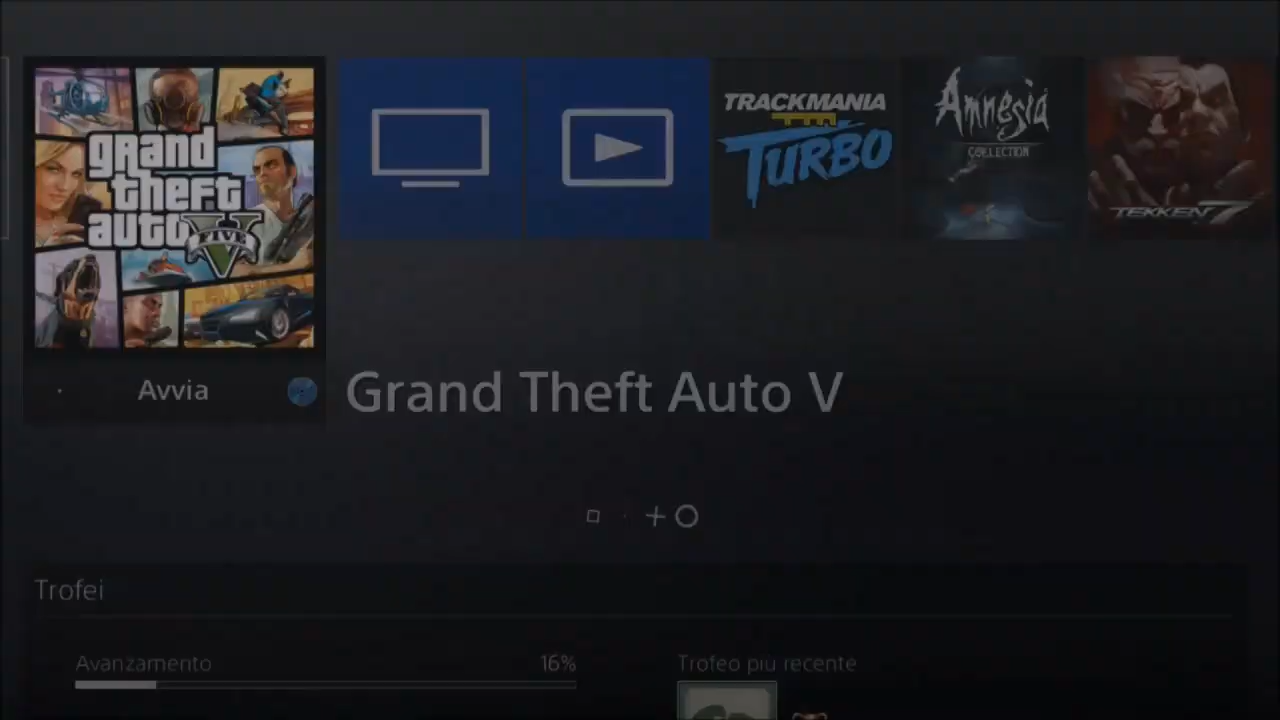 grand
theft
auto
V
FIVE
TRACKMANIA
TURBO
Amnesia
COLLECTION
TEKKEN 7
Avvia
Grand Theft Auto V
Trofei
Avanzamento
16%
Trofeo più recente